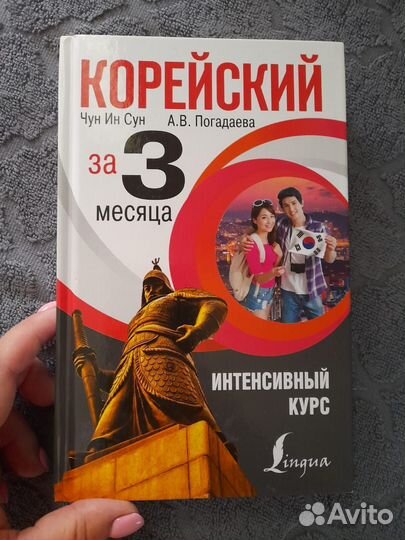 КОРЕЙСКИЙ
Чун Ин Сун А.В. Погадаева
за 3
месяца
ИНТЕНСИВНЫЙ
КУРС
Lingua
Avito